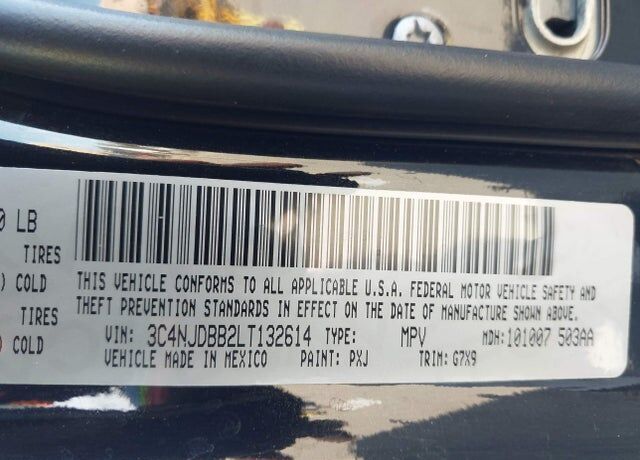 0 LB
TIRES
) COLD
TIRES
) COLD
THIS VEHICLE CONFORMS TO ALL APPLICABLE U.S.A. FEDERAL MOTOR VEHICLE SAFETY AND
THEFT PREVENTION STANDARDS IN EFFECT ON THE DATE OF MANUFACTURE SHOWN ABOVE.
VIN: 3C4NJDBB2LT132614 TYPE: MPV MDH:101007 503AA
VEHICLE MADE IN MEXICO PAINT: PXJ TRIM: G7X9